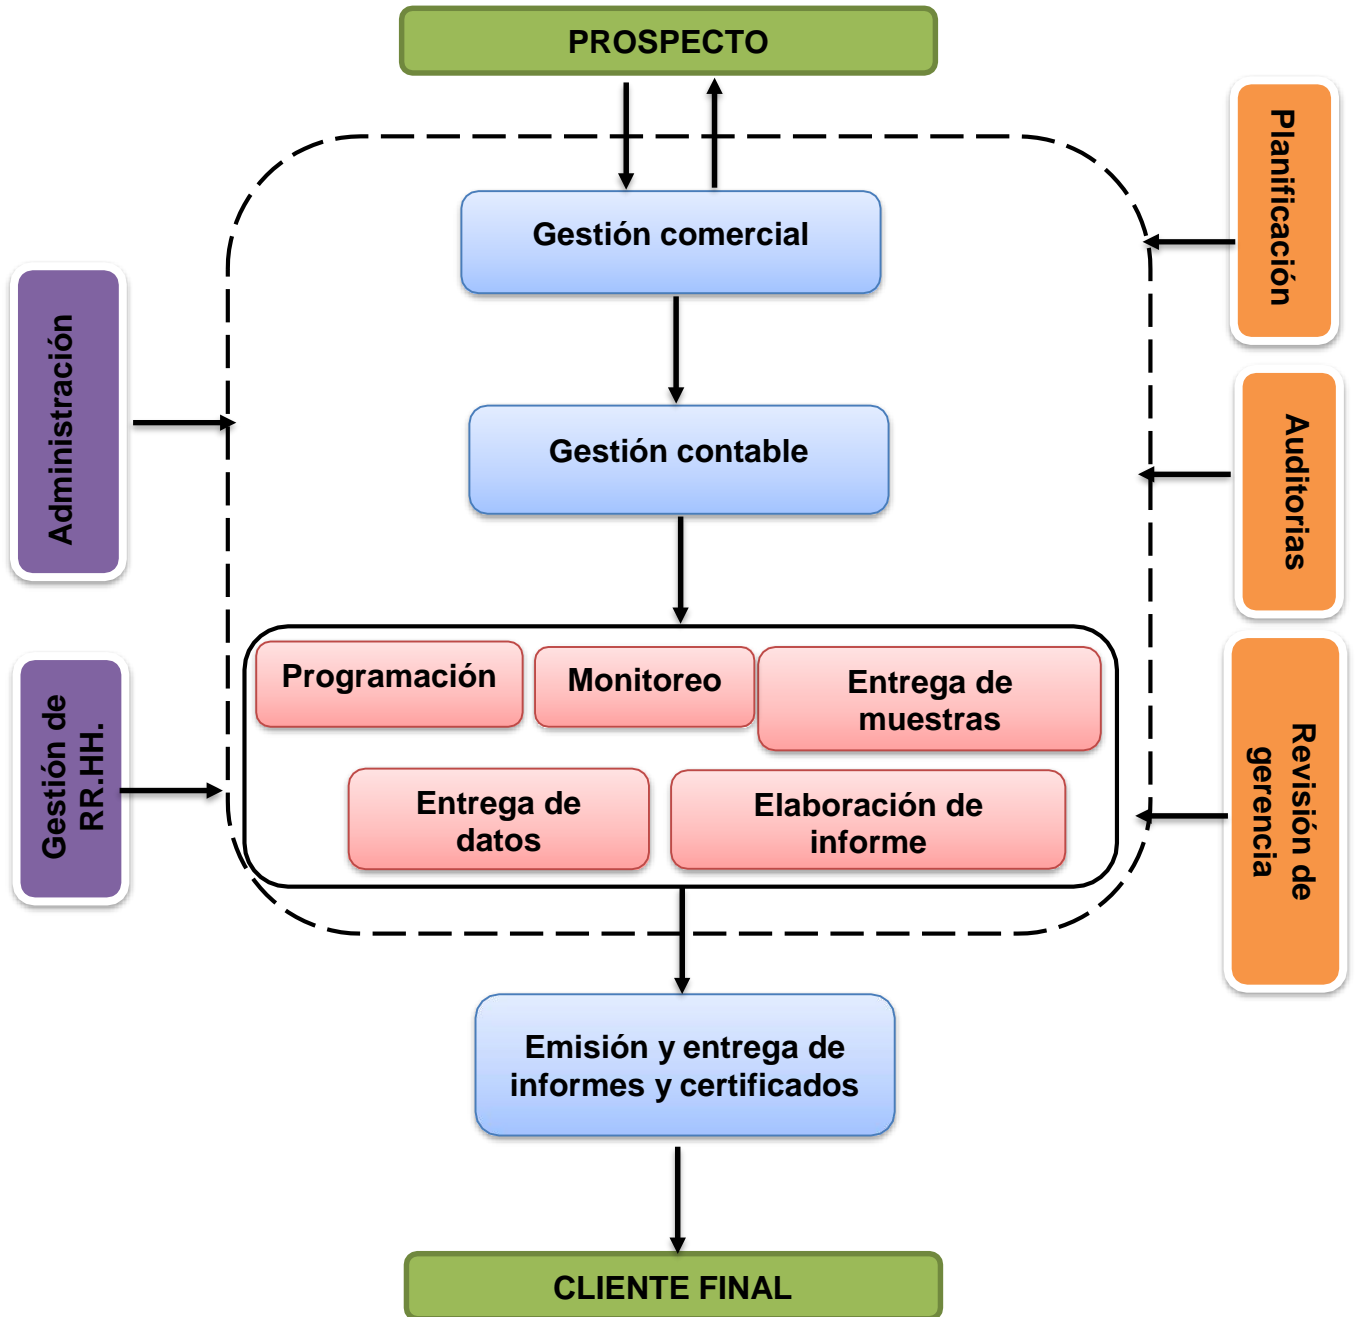 PROSPECTO
Planificación
Gestión comercial
Administración
Gestión contable
Auditorias
Programación
Monitoreo
Entrega de
muestras
Gestión de
RR.HH.
Revisión de
gerencia
Entrega de
datos
Elaboración de
informe
Emisión y entrega de
informes y certificados
CLIENTE FINAL